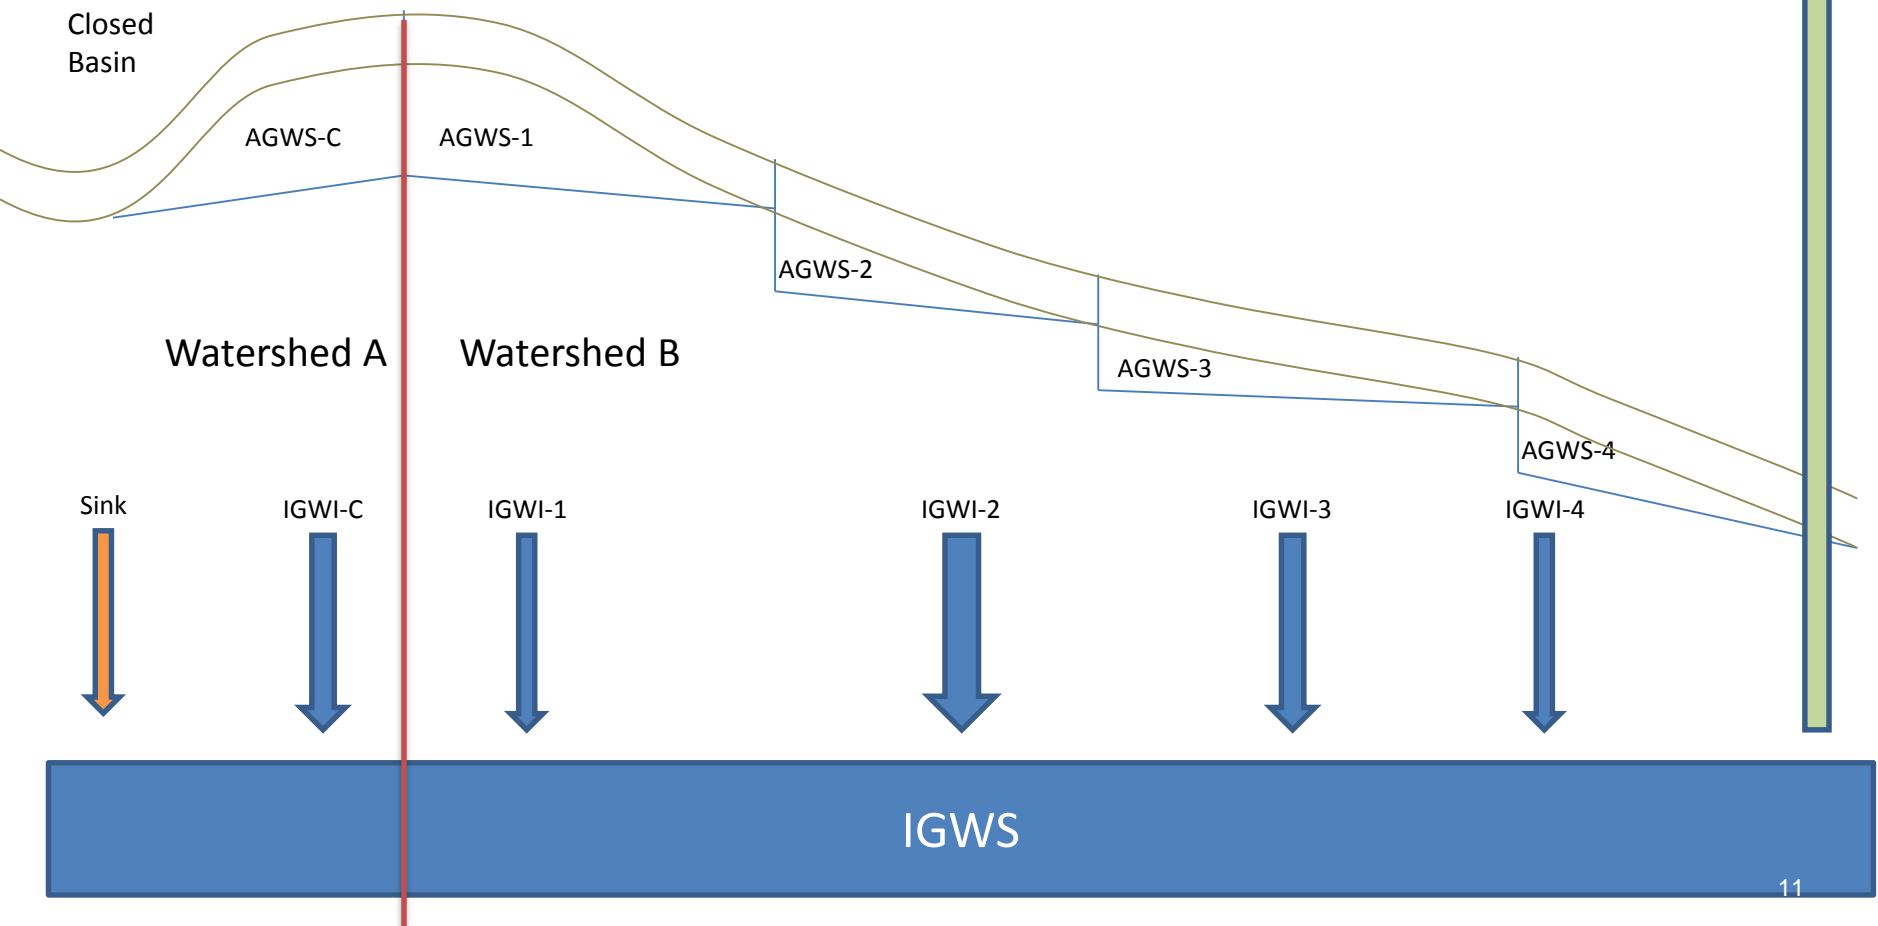 Closed
Basin
AGWS-C
AGWS-1
AGWS-2
Watershed A
Watershed B
AGWS-3
AGWS-4
Sink
IGWI-C
IGWI-1
IGWI-2
IGWI-3
IGWI-4
IGWS
11